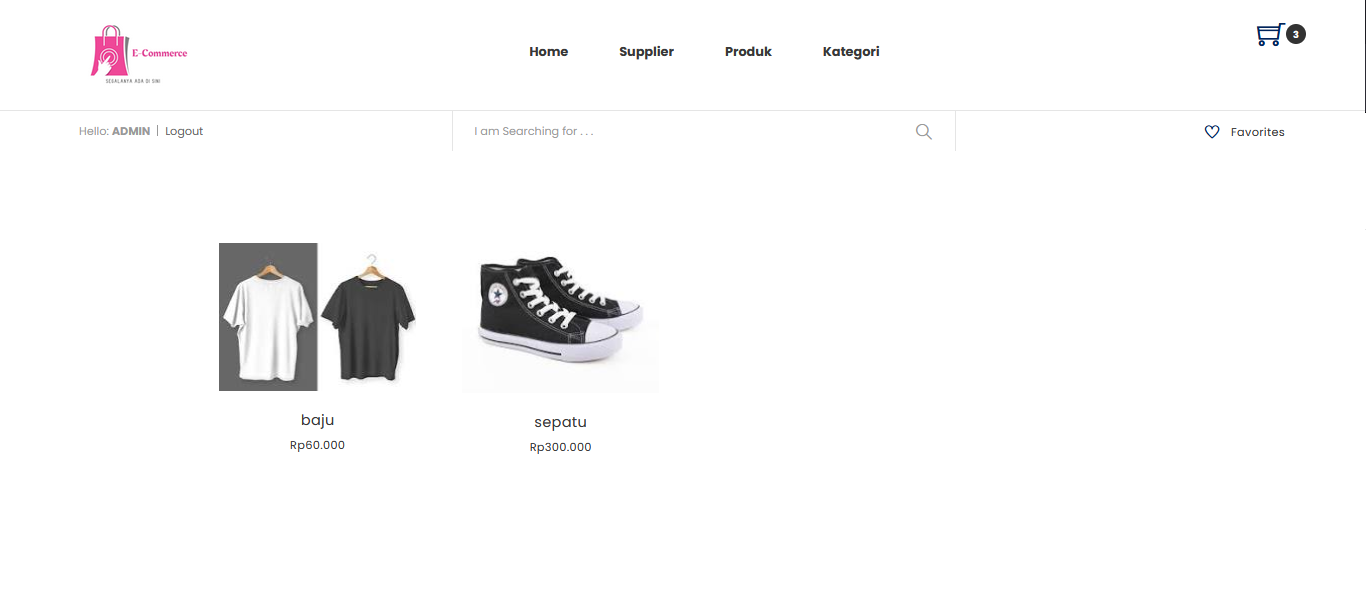 E-Commerce
SEGALANYA ADA DI SINI
Home
Supplier
Produk
Kategori
3
Hello: ADMIN | Logout
I am Searching for . . .
Favorites
baju
sepatu
Rp60.000
Rp300.000